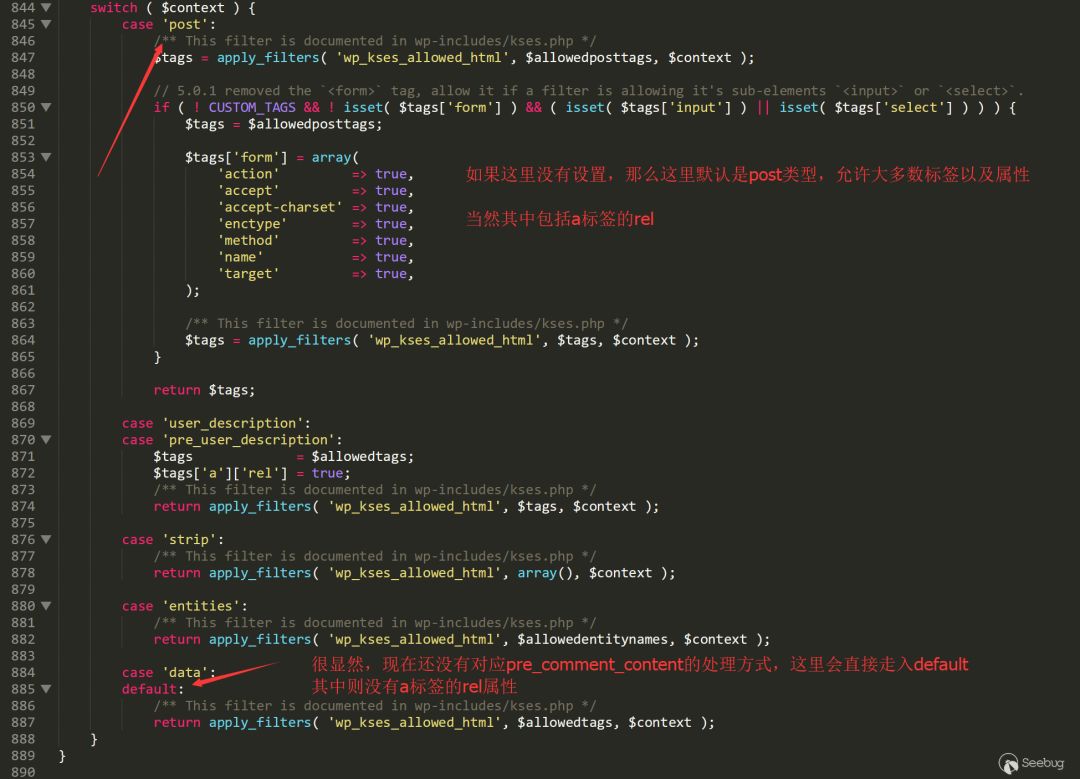 844 ▼     switch ( $context ) {
845 ▼         case 'post':
846             /** This filter is documented in wp-includes/kses.php */
847             $tags = apply_filters( 'wp_kses_allowed_html', $allowedposttags, $context );
848
849             // 5.0.1 removed the `<form>` tag, allow it if a filter is allowing it's sub-elements `<input>` or `<select>`.
850 ▼             if ( ! CUSTOM_TAGS && ! isset( $tags['form'] ) && ( isset( $tags['input'] ) || isset( $tags['select'] ) ) ) {
851                 $tags = $allowedposttags;
852
853 ▼                 $tags['form'] = array(
854                     'action'         => true,    如果这里没有设置，那么这里默认是post类型，允许大多数标签以及属性
855                     'accept'         => true,
856                     'accept-charset' => true,    当然其中包括a标签的rel
857                     'enctype'        => true,
858                     'method'         => true,
859                     'name'           => true,
860                     'target'         => true,
861                 );
862
863                 /** This filter is documented in wp-includes/kses.php */
864                 $tags = apply_filters( 'wp_kses_allowed_html', $tags, $context );
865             }
866
867             return $tags;
868
869         case 'user_description':
870 ▼         case 'pre_user_description':
871             $tags             = $allowedtags;
872             $tags['a']['rel'] = true;
873             /** This filter is documented in wp-includes/kses.php */
874             return apply_filters( 'wp_kses_allowed_html', $tags, $context );
875
876 ▼         case 'strip':
877             /** This filter is documented in wp-includes/kses.php */
878             return apply_filters( 'wp_kses_allowed_html', array(), $context );
879
880 ▼         case 'entities':
881             /** This filter is documented in wp-includes/kses.php */
882             return apply_filters( 'wp_kses_allowed_html', $allowedentitynames, $context );
883
884         case 'data':    很显然，现在还没有对应pre_comment_content的处理方式，这里会直接走入default
885 ▼         default:    其中则没有a标签的rel属性
886             /** This filter is documented in wp-includes/kses.php */
887             return apply_filters( 'wp_kses_allowed_html', $allowedtags, $context );
888     }
889 }
890
Seebug